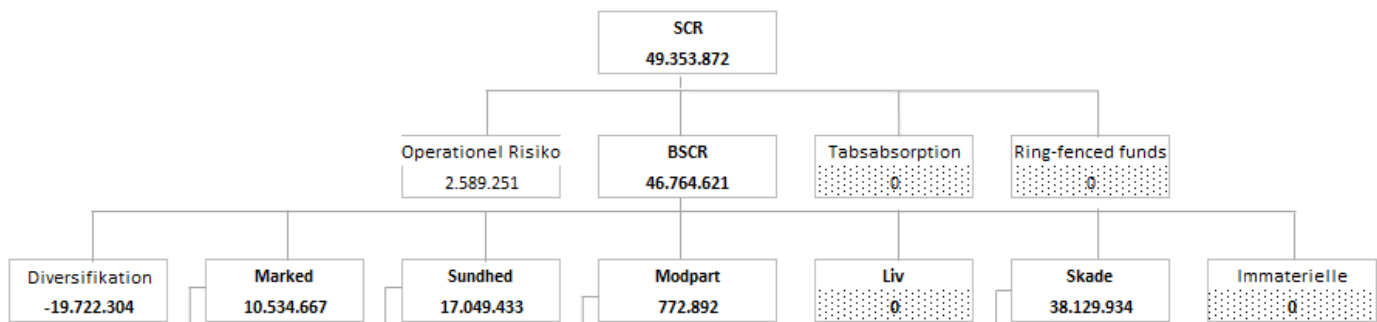 SCR
49.353.872
Operationel Risiko
2.589.251
BSCR
46.764.621
Tabsabsorption
0
Ring-fenced funds
0
Diversifikation
-19.722.304
Marked
10.534.667
Sundhed
17.049.433
Modpart
772.892
Liv
0
Skade
38.129.934
Immaterielle
0